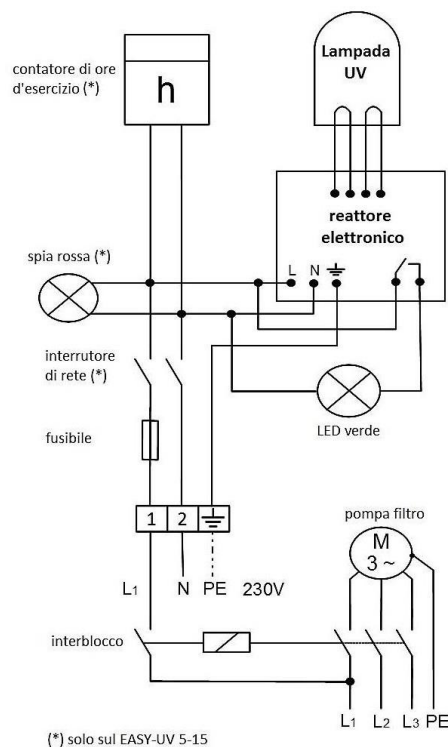 contatore di ore
d'esercizio (*)
h
Lampada
UV
reattore
elettronico
L N
spia rossa (*)
interrutore
di rete (*)
LED verde
fusibile
1 2
pompa filtro
M
3 ~
L1 N PE 230V
interblocco
L1 L2 L3 PE
(*) solo sul EASY-UV 5-15